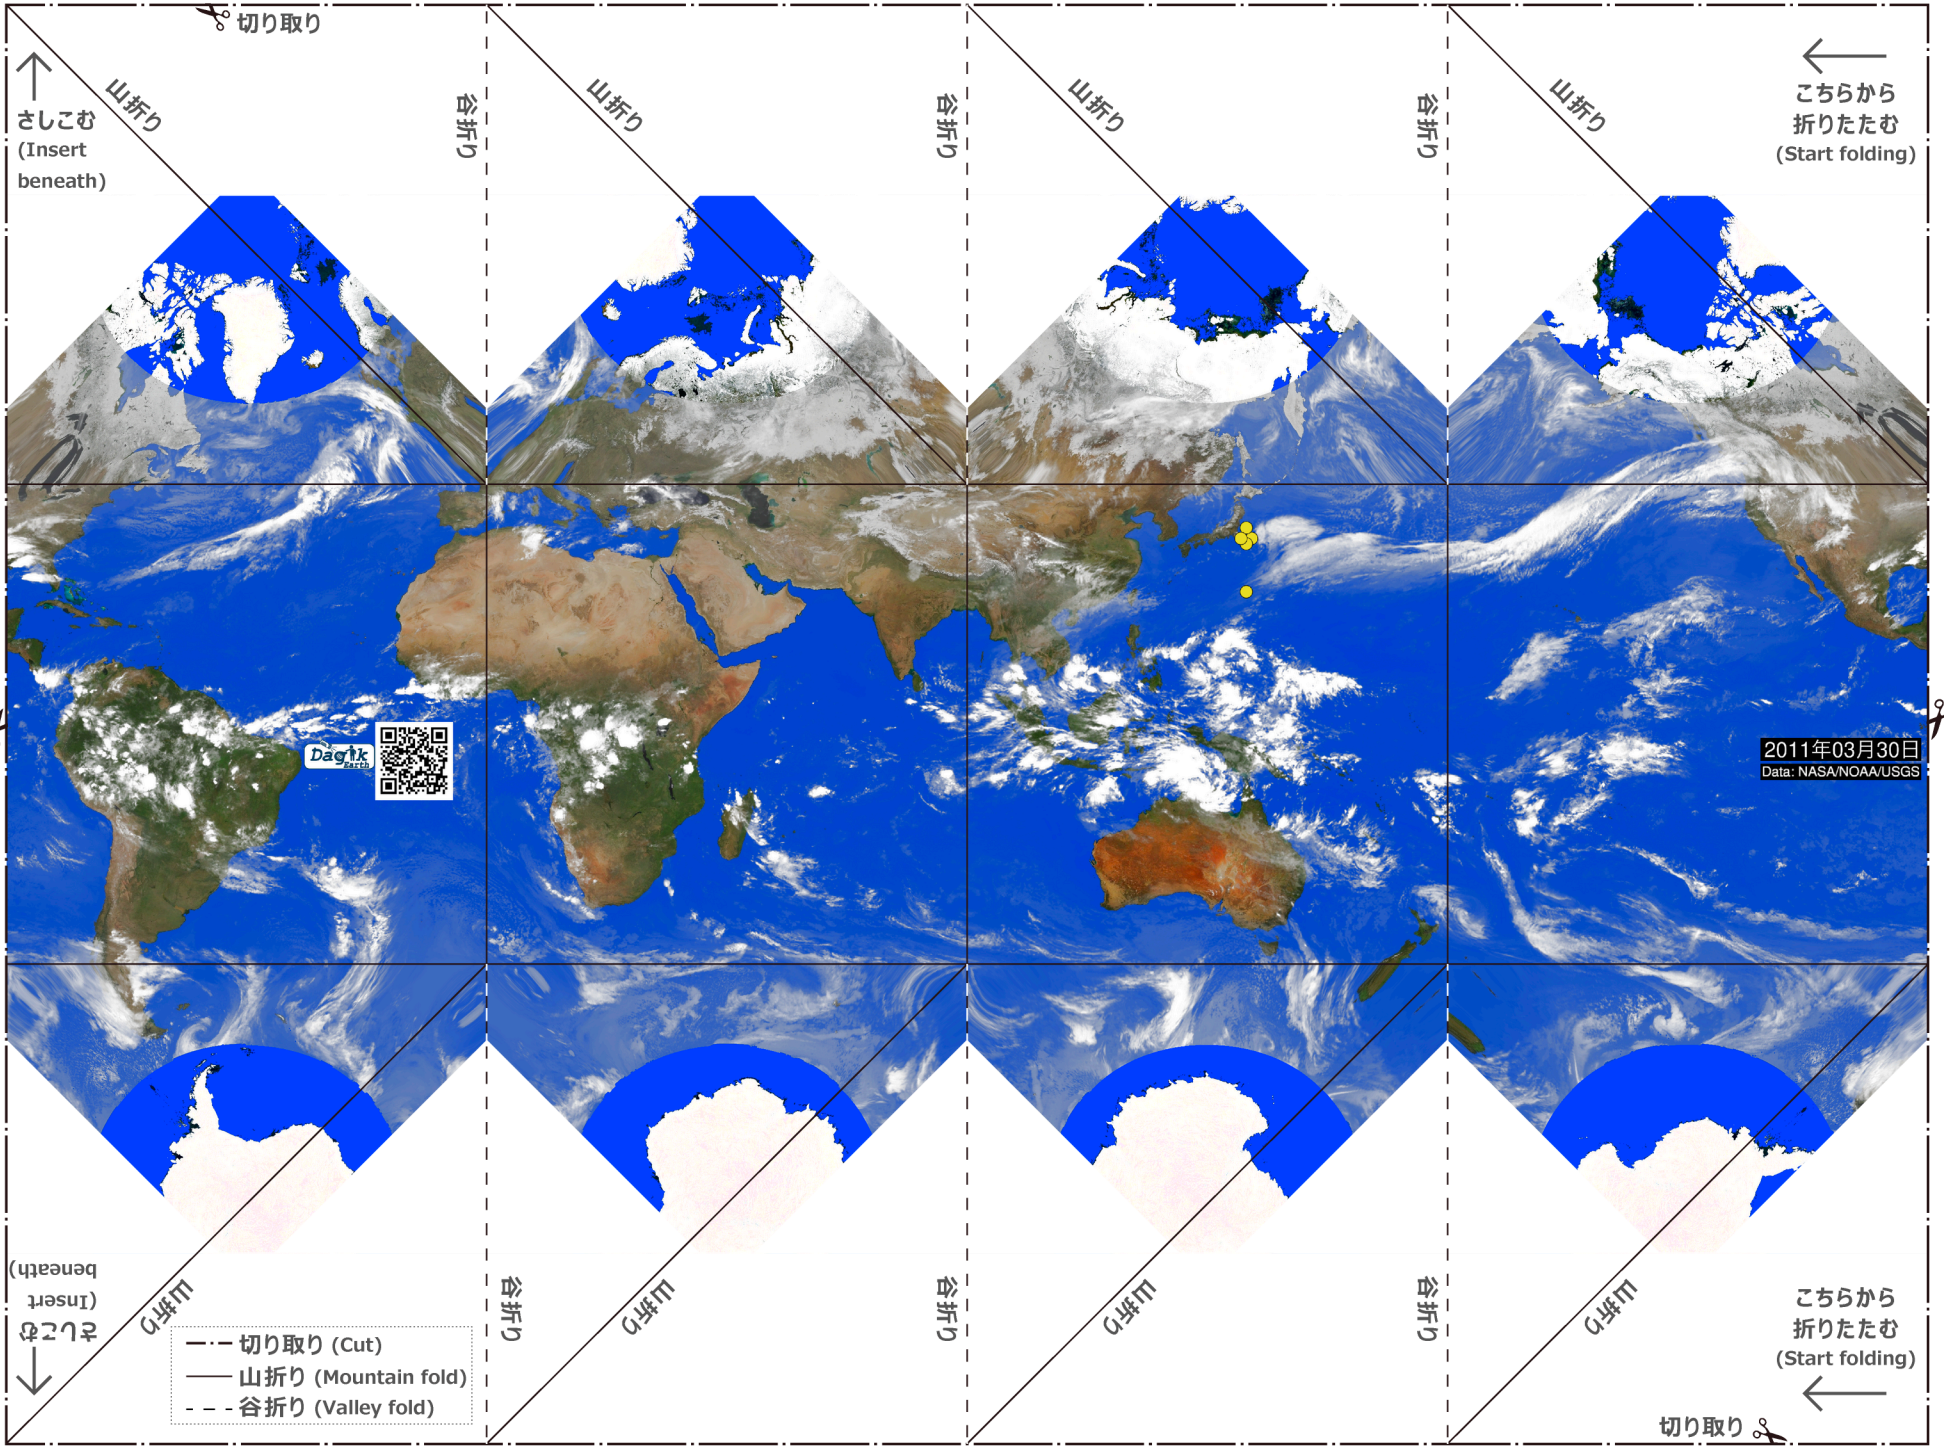 切り取り
山折り
谷折り
山折り
谷折り
山折り
谷折り
山折り
さしこむ
(Insert
beneath)
こちらから
折りたたむ
(Start folding)
Dagik
Earth
2011年03月30日
Data: NASA/NOAA/USGS
さしこむ
(Insert
beneath)
山折り
谷折り
山折り
谷折り
山折り
谷折り
山折り
こちらから
折りたたむ
(Start folding)
切り取り (Cut)
山折り (Mountain fold)
谷折り (Valley fold)
切り取り